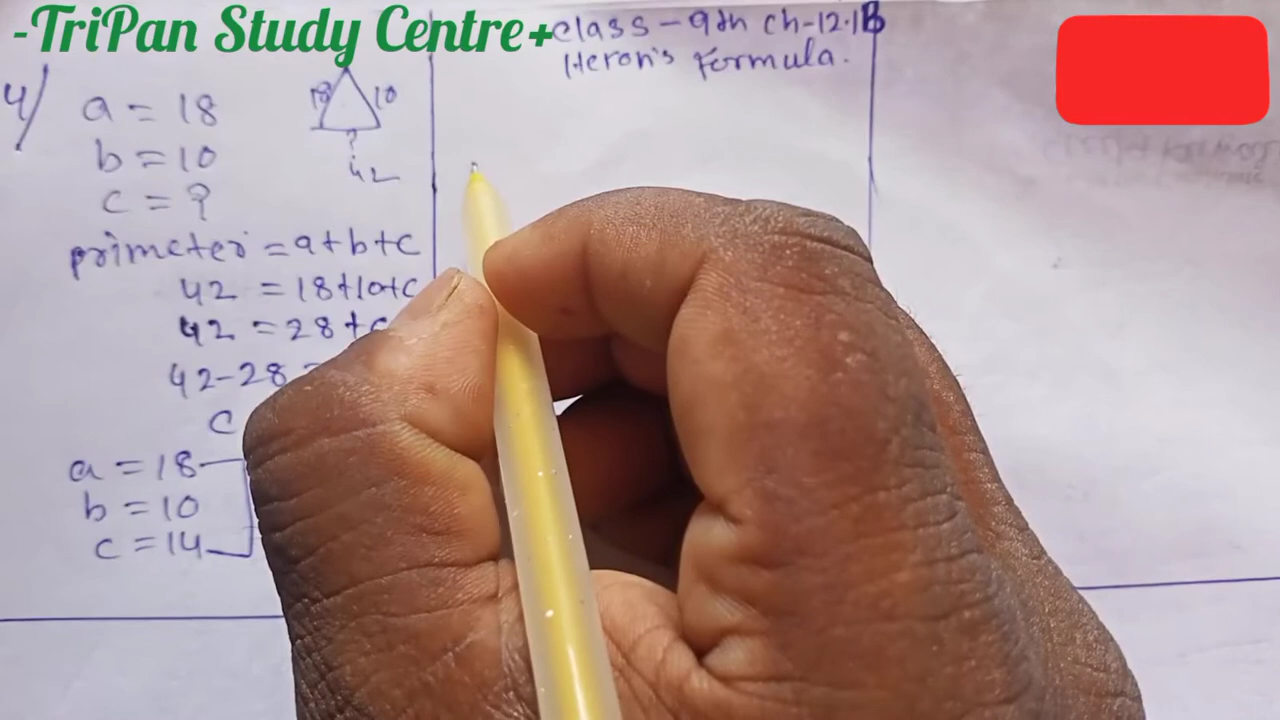 -TriPan Study Centre+
class - 9th ch-12.1B
Heron's Formula.
4/
a = 18
b = 10
c = ?
18
10
?
42
primeter = a+b+c
42 = 18+10+c
42 = 28+c
42-28
c
a = 18
b = 10
c = 14